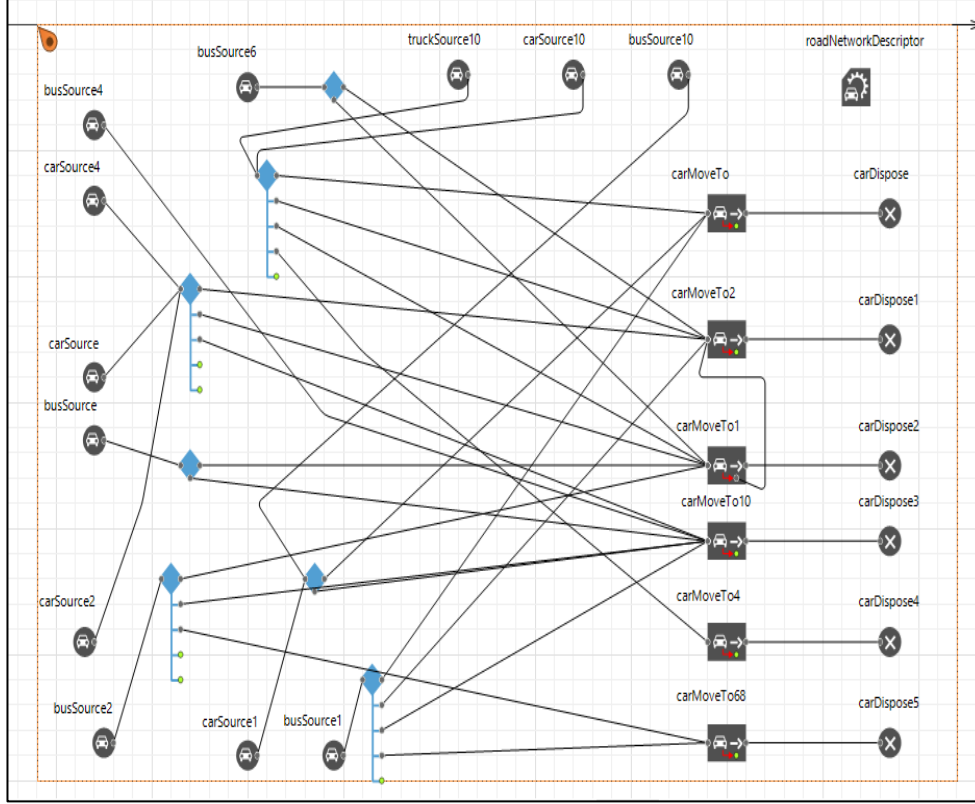 truckSource10
carSource10
busSource10
roadNetworkDescriptor
busSource6
busSource4
carSource4
carMoveTo
carDispose
carMoveTo2
carDispose1
carSource
busSource
carMoveTo1
carDispose2
carMoveTo10
carDispose3
carSource2
carMoveTo4
carDispose4
busSource2
carSource1
busSource1
carMoveTo68
carDispose5